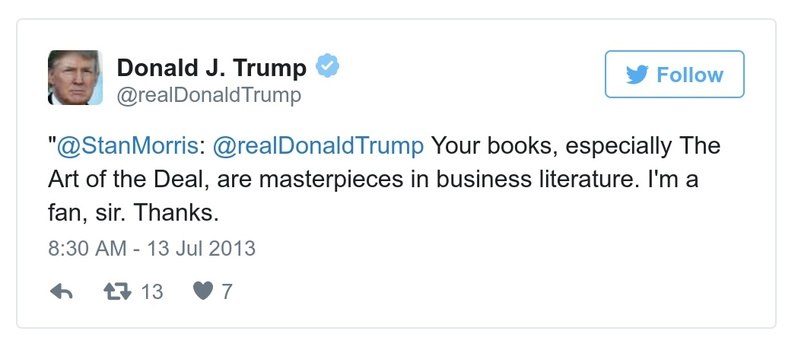 Donald J. Trump
@realDonaldTrump
Follow
"@StanMorris: @realDonaldTrump Your books, especially The
Art of the Deal, are masterpieces in business literature. I'm a
fan, sir. Thanks.
8:30 AM - 13 Jul 2013
13 7